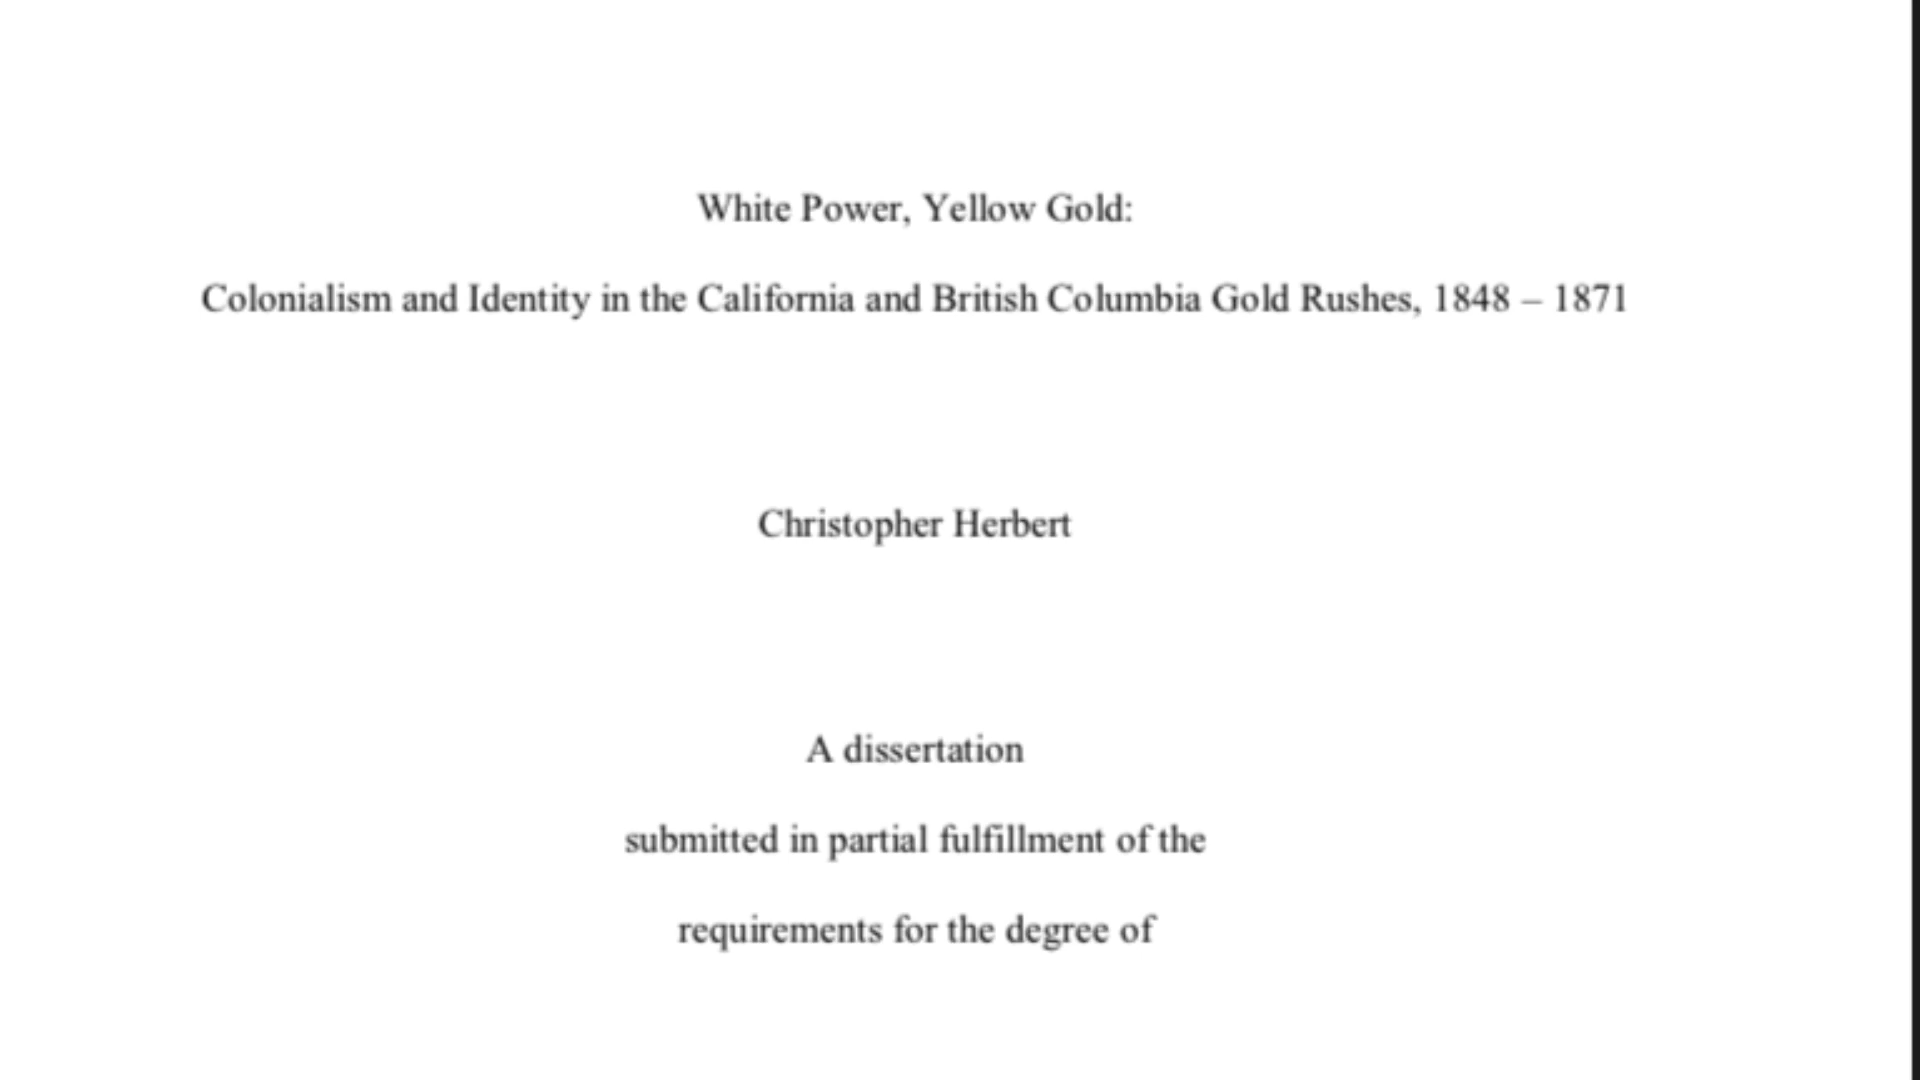 White Power, Yellow Gold:
Colonialism and Identity in the California and British Columbia Gold Rushes, 1848 – 1871
Christopher Herbert
A dissertation
submitted in partial fulfillment of the
requirements for the degree of